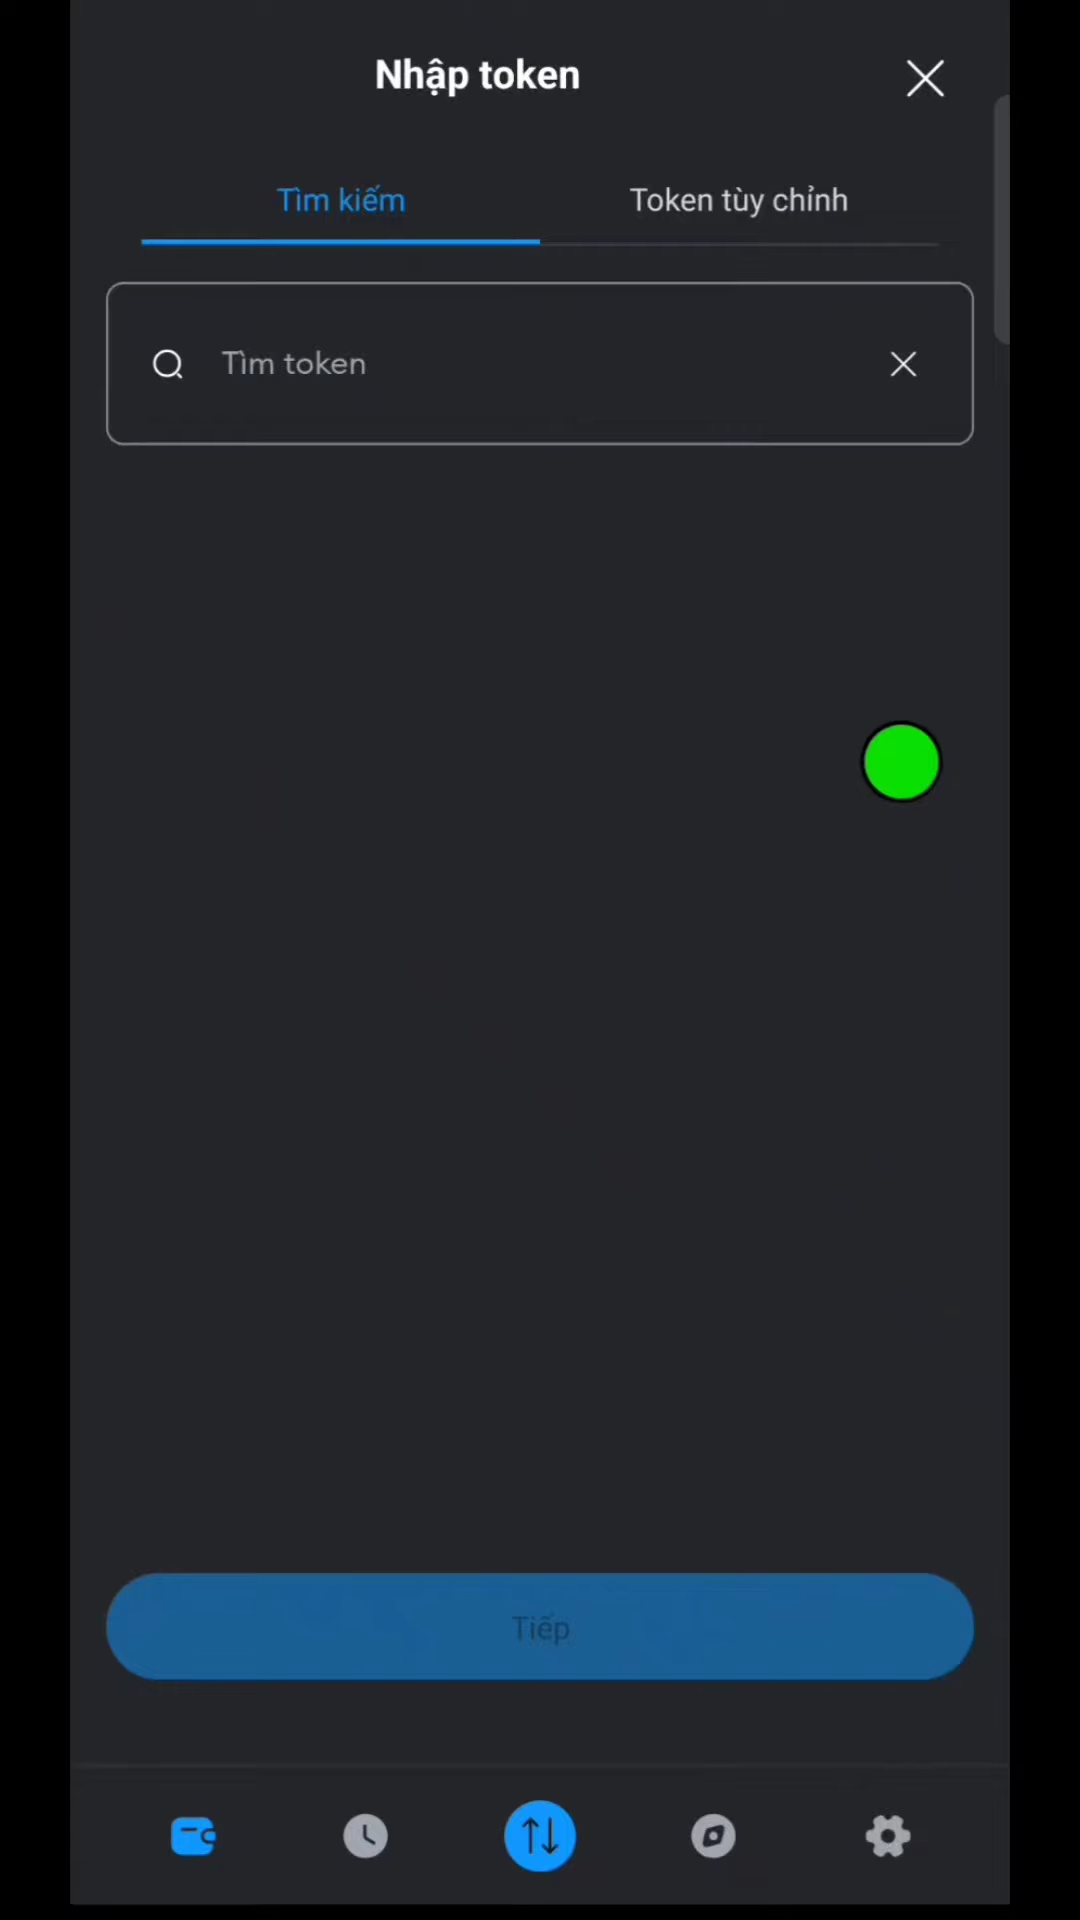 Nhập token
Tìm kiếm
Token tùy chỉnh
Tìm token
Tiếp